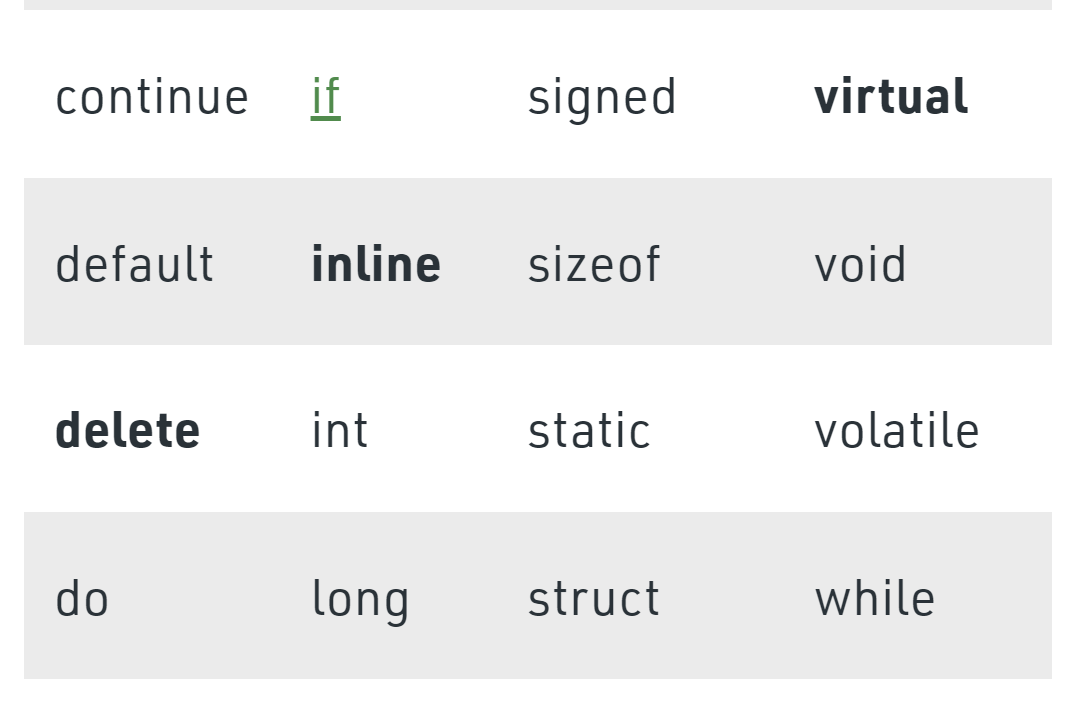 continue if signed virtual
default inline sizeof void
delete int static volatile
do long struct while